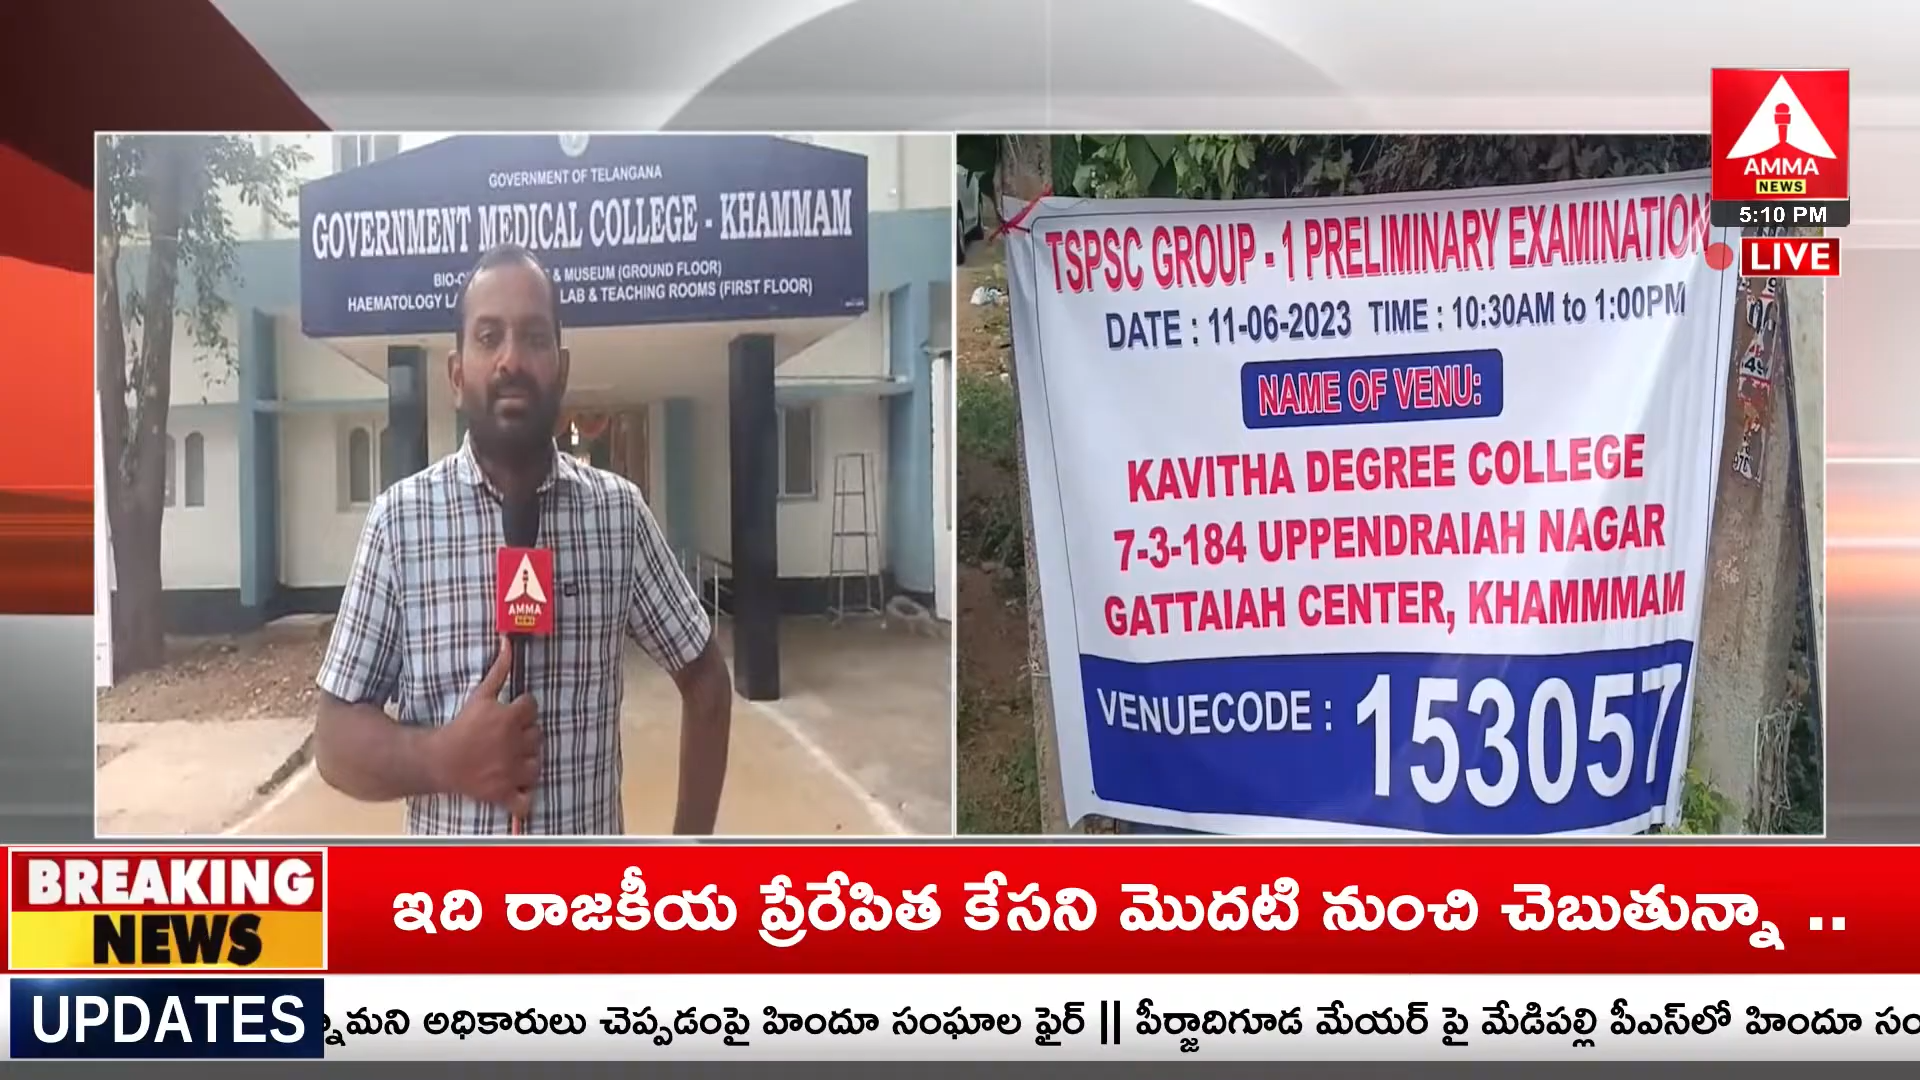 GOVERNMENT OF TELANGANA
GOVERNMENT MEDICAL COLLEGE - KHAMMAM
& MUSEUM (GROUND FLOOR)
HAEMATOLOGY LAB & TEACHING ROOMS (FIRST FLOOR)
AMMA
NEWS
TSPSC GROUP - 1 PRELIMINARY EXAMINATION
DATE : 11-06-2023 TIME : 10:30AM to 1:00PM
NAME OF VENU:
KAVITHA DEGREE COLLEGE
7-3-184 UPPENDRAIAH NAGAR
GATTAIAH CENTER, KHAMMMAM
VENUECODE : 153057
AMMA
NEWS
5:10 PM
LIVE
BREAKING
NEWS
ఇది రాజకీయ ప్రేరేపిత కేసని మొదటి నుంచి చెబుతున్నా ..
UPDATES
అధికారులు చెప్పడంపై హిందూ సంఘాల ఫైర్ || పీర్జాదిగూడ మేయర్ పై మేడిపల్లి పీఎస్‌లో హిందూ